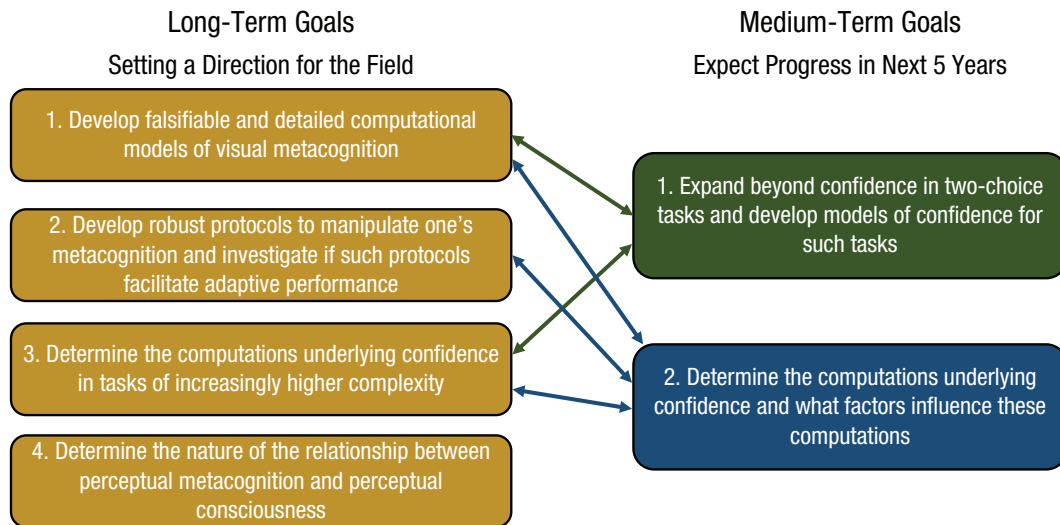 Long-Term Goals
Setting a Direction for the Field
1. Develop falsifiable and detailed computational
models of visual metacognition
2. Develop robust protocols to manipulate one’s
metacognition and investigate if such protocols
facilitate adaptive performance
3. Determine the computations underlying confidence
in tasks of increasingly higher complexity
4. Determine the nature of the relationship between
perceptual metacognition and perceptual
consciousness
Medium-Term Goals
Expect Progress in Next 5 Years
1. Expand beyond confidence in two-choice
tasks and develop models of confidence for
such tasks
2. Determine the computations underlying
confidence and what factors influence these
computations